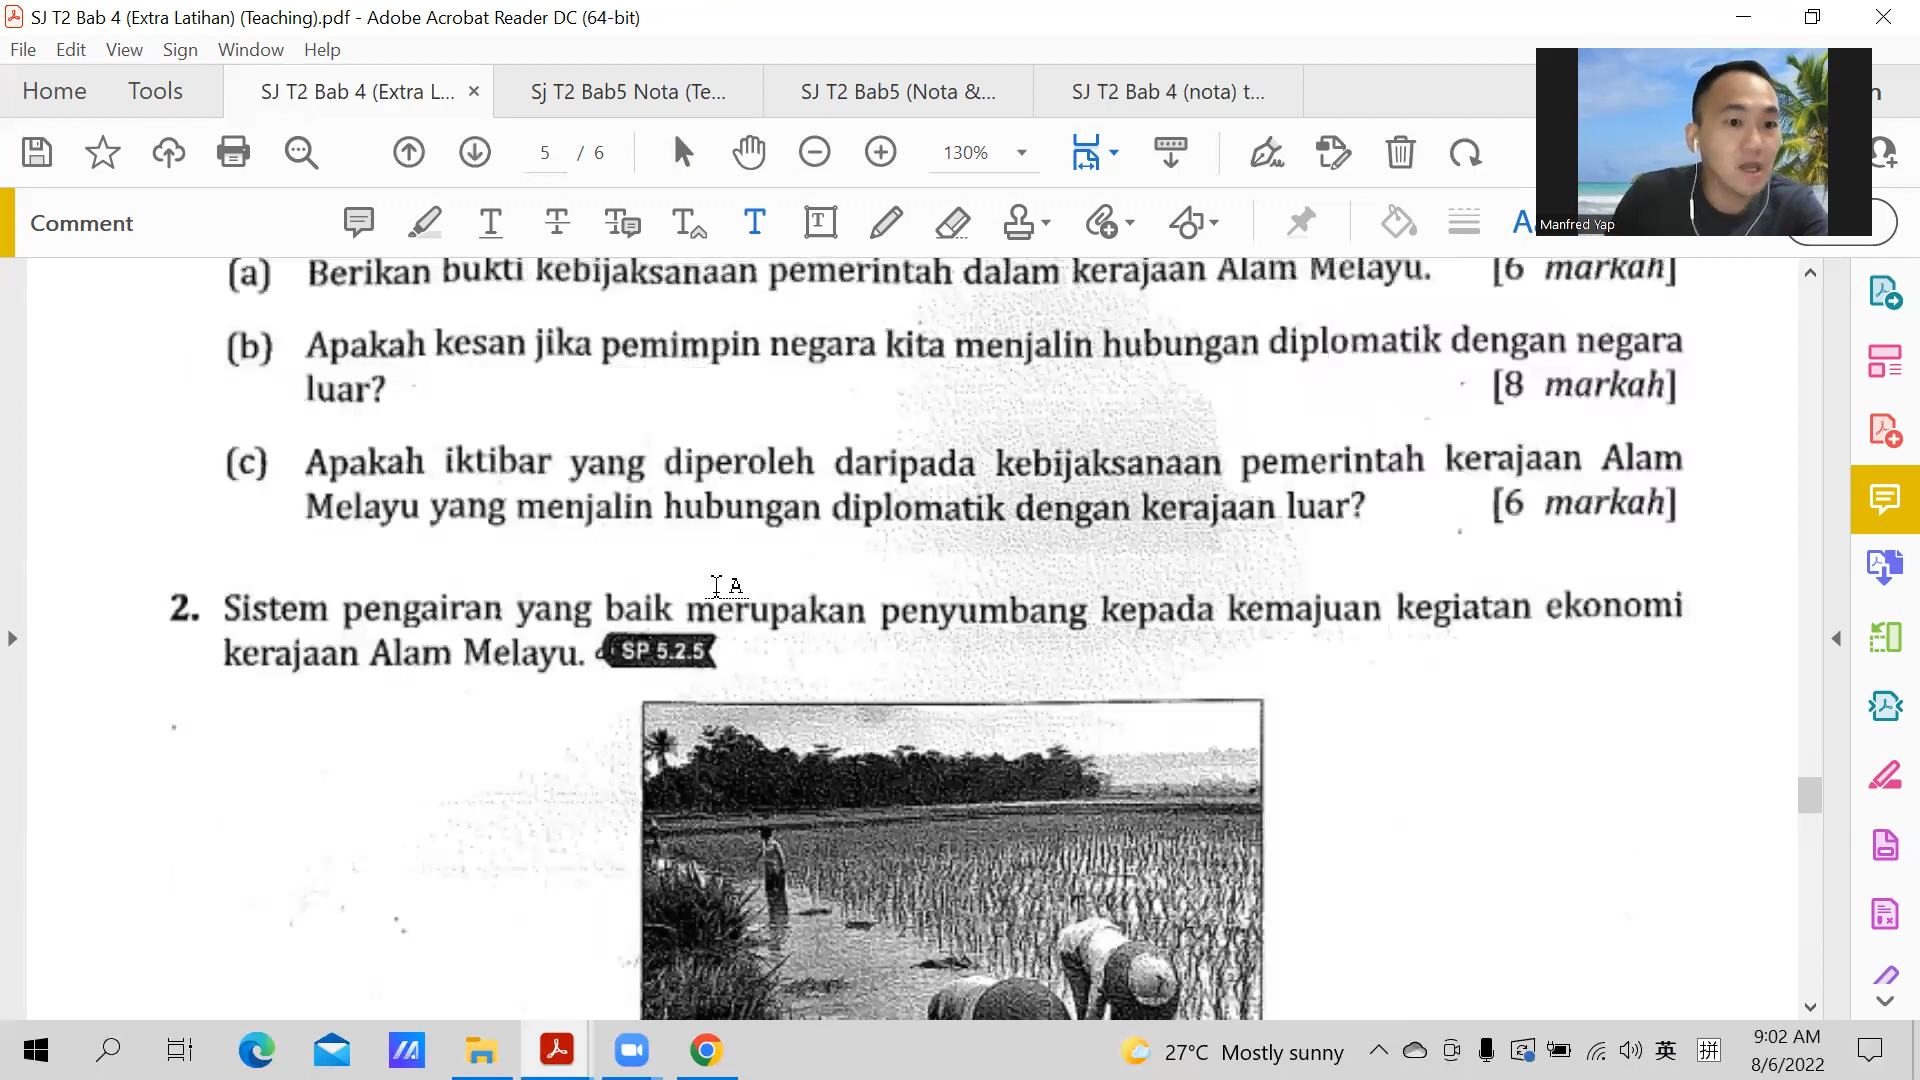 SJ T2 Bab 4 (Extra Latihan) (Teaching).pdf - Adobe Acrobat Reader DC (64-bit)
File Edit View Sign Window Help
Home Tools SJ T2 Bab 4 (Extra L... Sj T2 Bab5 Nota (Te... SJ T2 Bab5 (Nota &... SJ T2 Bab 4 (nota) t...
5 / 6 130%
Comment
Manfred Yap
(a) Berikan bukti kebijaksanaan pemerintah dalam kerajaan Alam Melayu. [6 markah]
(b) Apakah kesan jika pemimpin negara kita menjalin hubungan diplomatik dengan negara
luar? [8 markah]
(c) Apakah iktibar yang diperoleh daripada kebijaksanaan pemerintah kerajaan Alam
Melayu yang menjalin hubungan diplomatik dengan kerajaan luar? [6 markah]
2. Sistem pengairan yang baik merupakan penyumbang kepada kemajuan kegiatan ekonomi
kerajaan Alam Melayu. SP 5.2.5
27°C Mostly sunny 英 拼 9:02 AM
8/6/2022